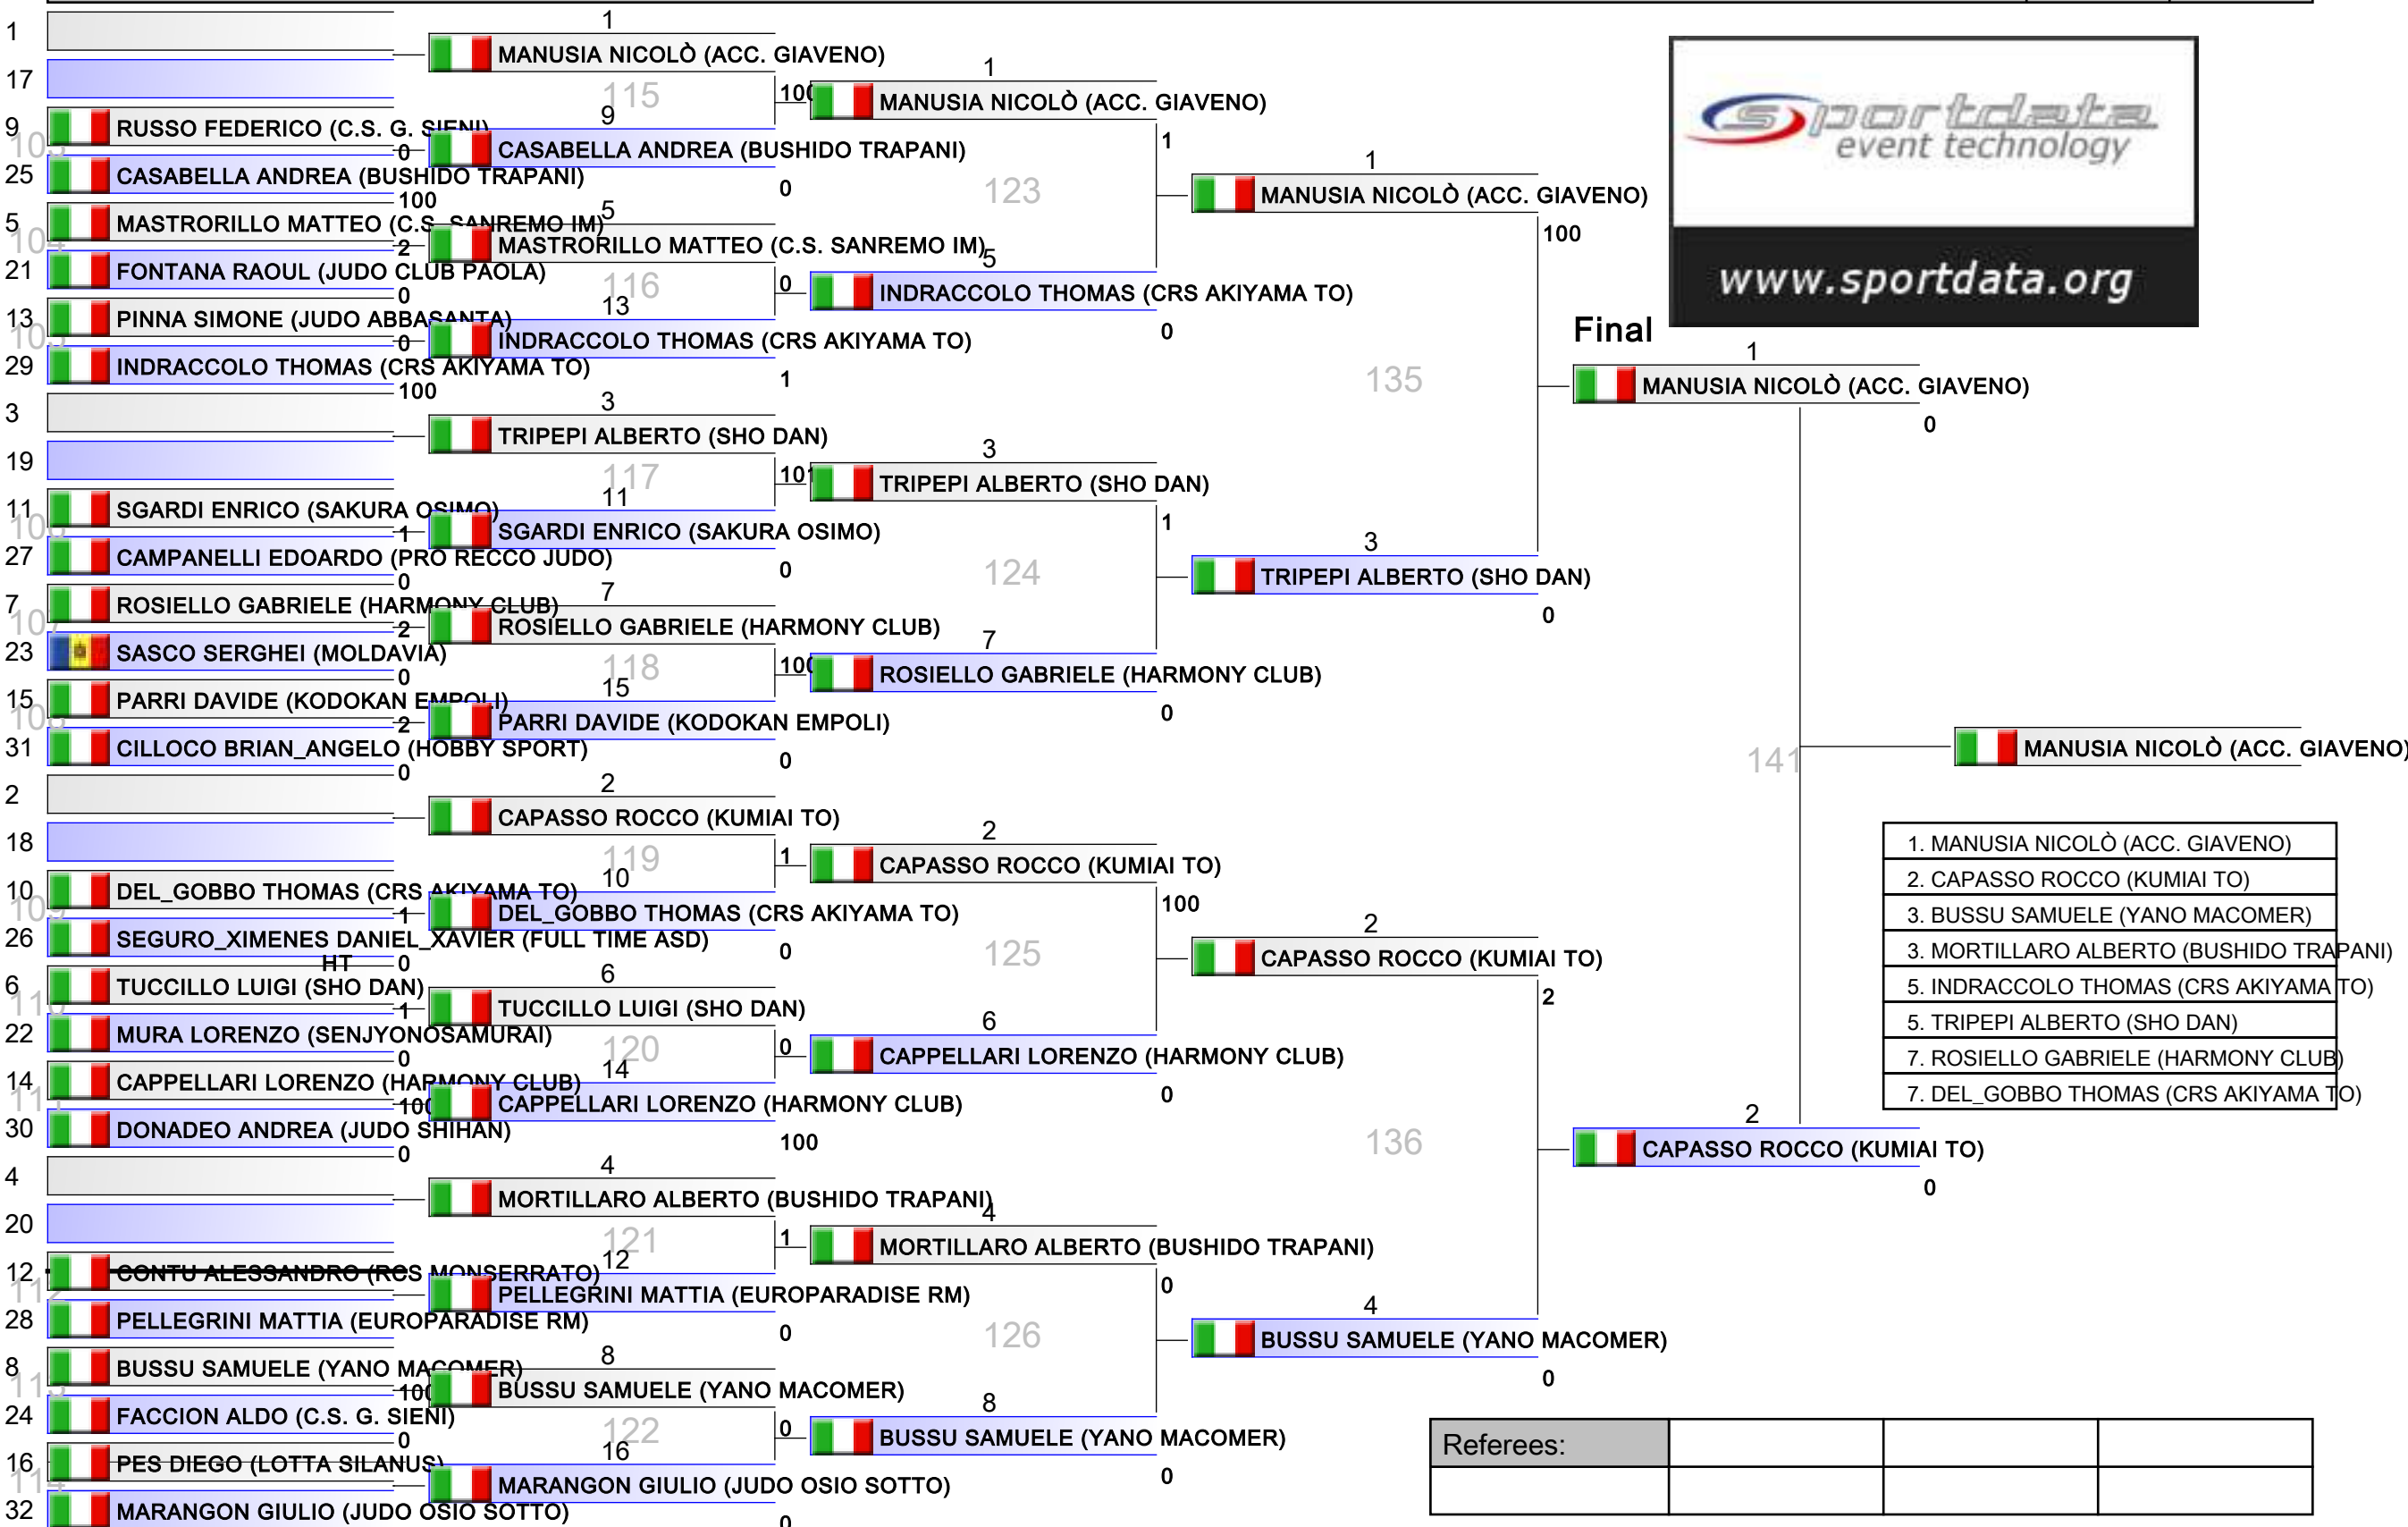 1
17
9 RUSSO FEDERICO (C.S. G. SIENI)
0
25 CASABELLA ANDREA (BUSHIDO TRAPANI)
100
5 MASTRORILLO MATTEO (C.S. SANREMO IM)
2
21 FONTANA RAOUL (JUDO CLUB PAOLA)
0
13 PINNA SIMONE (JUDO ABBASANTA)
0
29 INDRACCOLO THOMAS (CRS AKIYAMA TO)
100
3
19
11 SGARDI ENRICO (SAKURA OSIMO)
1
27 CAMPANELLI EDOARDO (PRO RECCO JUDO)
0
7 ROSIELLO GABRIELE (HARMONY CLUB)
2
23 SASCO SERGHEI (MOLDAVIA)
0
15 PARRI DAVIDE (KODOKAN EMPOLI)
2
31 CILLOCO BRIAN_ANGELO (HOBBY SPORT)
0
2
18
10 DEL_GOBBO THOMAS (CRS AKIYAMA TO)
1
26 SEGURO_XIMENES DANIEL_XAVIER (FULL TIME ASD)
HT 0
6 TUCCILLO LUIGI (SHO DAN)
1
22 MURA LORENZO (SENJYONOSAMURAI)
0
14 CAPPELLARI LORENZO (HARMONY CLUB)
100
30 DONADEO ANDREA (JUDO SHIHAN)
0
4
20
12 CONTU ALESSANDRO (RCS MONSERRATO)
28 PELLEGRINI MATTIA (EUROPARADISE RM)
8 BUSSU SAMUELE (YANO MACOMER)
100
24 FACCION ALDO (C.S. G. SIENI)
0
16 PES DIEGO (LOTTA SILANUS)
32 MARANGON GIULIO (JUDO OSIO SOTTO)
1
MANUSIA NICOLÒ (ACC. GIAVENO)
115 100
9
CASABELLA ANDREA (BUSHIDO TRAPANI)
0
5
MASTRORILLO MATTEO (C.S. SANREMO IM)
116 0
13
INDRACCOLO THOMAS (CRS AKIYAMA TO)
1
3
TRIPEPI ALBERTO (SHO DAN)
117 101
11
SGARDI ENRICO (SAKURA OSIMO)
0
7
ROSIELLO GABRIELE (HARMONY CLUB)
118 100
15
PARRI DAVIDE (KODOKAN EMPOLI)
0
2
CAPASSO ROCCO (KUMIAI TO)
119 1
10
DEL_GOBBO THOMAS (CRS AKIYAMA TO)
0
6
TUCCILLO LUIGI (SHO DAN)
120 0
14
CAPPELLARI LORENZO (HARMONY CLUB)
100
4
MORTILLARO ALBERTO (BUSHIDO TRAPANI)
121 1
12
PELLEGRINI MATTIA (EUROPARADISE RM)
0
8
BUSSU SAMUELE (YANO MACOMER)
122 0
16
MARANGON GIULIO (JUDO OSIO SOTTO)
0
1
MANUSIA NICOLÒ (ACC. GIAVENO)
1
123
5
INDRACCOLO THOMAS (CRS AKIYAMA TO)
0
3
TRIPEPI ALBERTO (SHO DAN)
1
124
7
ROSIELLO GABRIELE (HARMONY CLUB)
0
2
CAPASSO ROCCO (KUMIAI TO)
100
125
6
CAPPELLARI LORENZO (HARMONY CLUB)
0
4
MORTILLARO ALBERTO (BUSHIDO TRAPANI)
0
126
8
BUSSU SAMUELE (YANO MACOMER)
0
1
MANUSIA NICOLÒ (ACC. GIAVENO)
100
135
3
TRIPEPI ALBERTO (SHO DAN)
0
2
CAPASSO ROCCO (KUMIAI TO)
2
136
4
BUSSU SAMUELE (YANO MACOMER)
0
sportdata
event technology
www.sportdata.org
Final
1
MANUSIA NICOLÒ (ACC. GIAVENO)
0
141
2
CAPASSO ROCCO (KUMIAI TO)
0
MANUSIA NICOLÒ (ACC. GIAVENO)
1. MANUSIA NICOLÒ (ACC. GIAVENO)
2. CAPASSO ROCCO (KUMIAI TO)
3. BUSSU SAMUELE (YANO MACOMER)
3. MORTILLARO ALBERTO (BUSHIDO TRAPANI)
5. INDRACCOLO THOMAS (CRS AKIYAMA TO)
5. TRIPEPI ALBERTO (SHO DAN)
7. ROSIELLO GABRIELE (HARMONY CLUB)
7. DEL_GOBBO THOMAS (CRS AKIYAMA TO)
Referees: